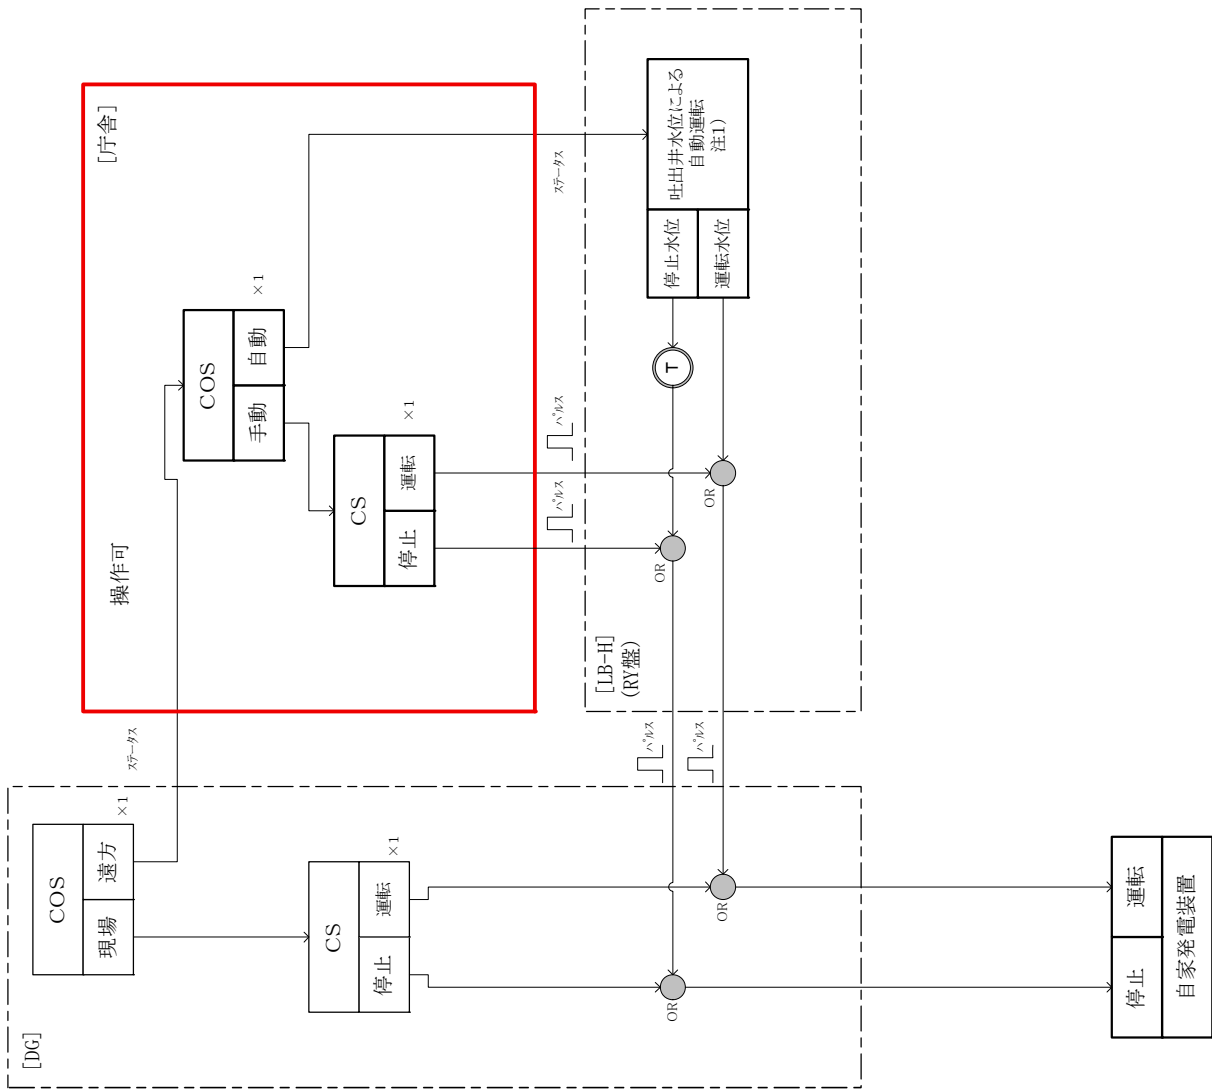 [DG]
COS
現場
遠方
×1
ステータス
CS
停止
運転
×1
OR
OR
[庁舎]
操作可
COS
手動
自動
×1
CS
停止
運転
×1
ステータス
パルス
パルス
[LB-H]
(RY盤)
吐出井水位による
自動運転
注1)
停止水位
運転水位
T
OR
OR
パルス
パルス
停止
運転
自家発電装置